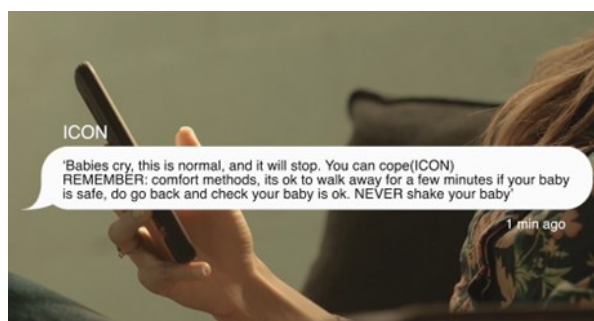 ICON
'Babies cry, this is normal, and it will stop. You can cope(ICON)
REMEMBER: comfort methods, its ok to walk away for a few minutes if your baby
is safe, do go back and check your baby is ok. NEVER shake your baby'
1 min ago